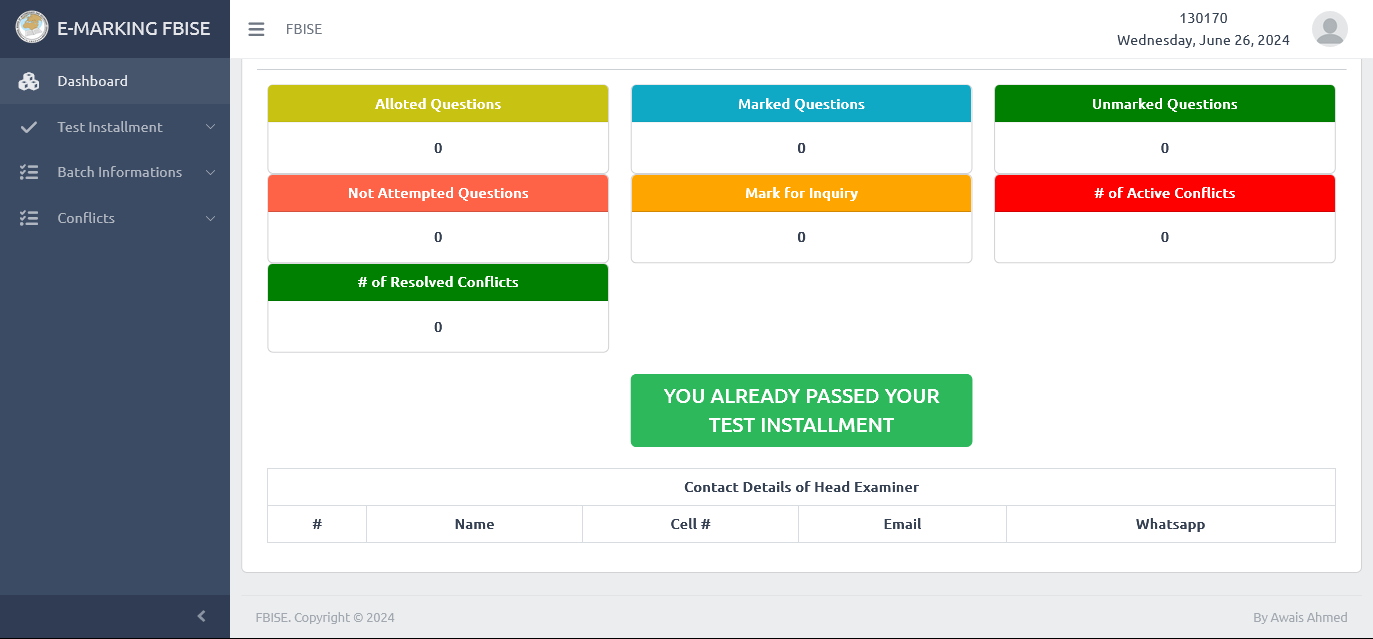 E-MARKING FBISE
FBISE
130170
Wednesday, June 26, 2024
Dashboard
Test Installment
Batch Informations
Conflicts
Alloted Questions
0
Marked Questions
0
Unmarked Questions
0
Not Attempted Questions
0
Mark for Inquiry
0
# of Active Conflicts
0
# of Resolved Conflicts
0
YOU ALREADY PASSED YOUR
TEST INSTALLMENT
Contact Details of Head Examiner
# Name Cell # Email Whatsapp
FBISE. Copyright © 2024
By Awais Ahmed